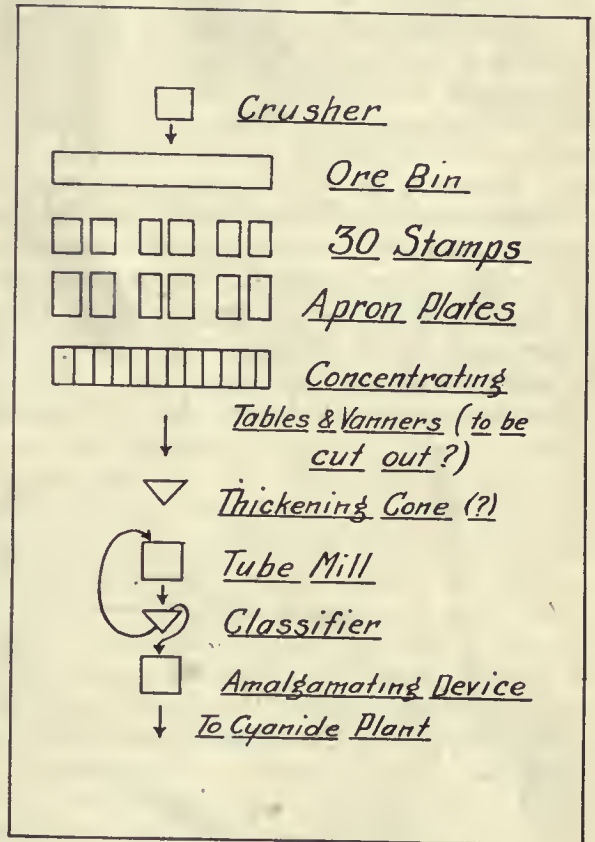 Crusher
Ore Bin
30 Stamps
Apron Plates
Concentrating
Tables & Vanners (to be
cut out?)
Thickening Cone (?)
Tube Mill
Classifier
Amalgamating Device
To Cyanide Plant